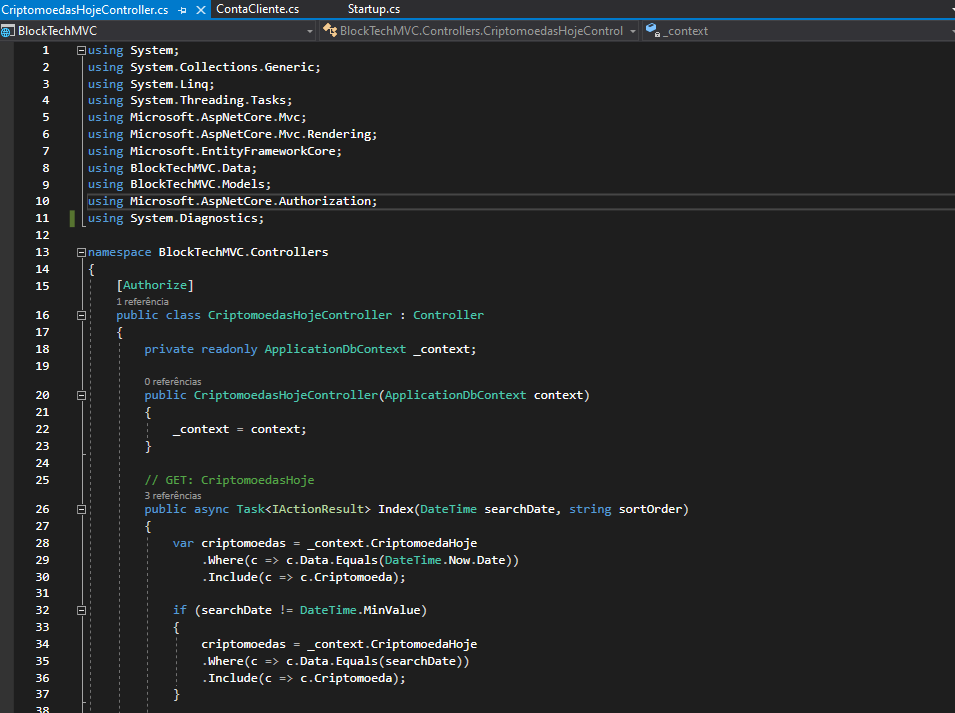 CriptomoedasHojeController.cs ContaCliente.cs Startup.cs
BlockTechMVC BlockTechMVC.Controllers.CriptomoedasHojeControl _context
1 using System;
2 using System.Collections.Generic;
3 using System.Linq;
4 using System.Threading.Tasks;
5 using Microsoft.AspNetCore.Mvc;
6 using Microsoft.AspNetCore.Mvc.Rendering;
7 using Microsoft.EntityFrameworkCore;
8 using BlockTechMVC.Data;
9 using BlockTechMVC.Models;
10 using Microsoft.AspNetCore.Authorization;
11 using System.Diagnostics;
12
13 namespace BlockTechMVC.Controllers
14 {
15 [Authorize]
1 referência
16 public class CriptomoedasHojeController : Controller
17 {
18 private readonly ApplicationDbContext _context;
19
0 referências
20 public CriptomoedasHojeController(ApplicationDbContext context)
21 {
22 _context = context;
23 }
24
25 // GET: CriptomoedasHoje
3 referências
26 public async Task<IActionResult> Index(DateTime searchDate, string sortOrder)
27 {
28 var criptomoedas = _context.CriptomoedaHoje
29 .Where(c => c.Data.Equals(DateTime.Now.Date))
30 .Include(c => c.Criptomoeda);
31
32 if (searchDate != DateTime.MinValue)
33 {
34 criptomoedas = _context.CriptomoedaHoje
35 .Where(c => c.Data.Equals(searchDate))
36 .Include(c => c.Criptomoeda);
37 }
38